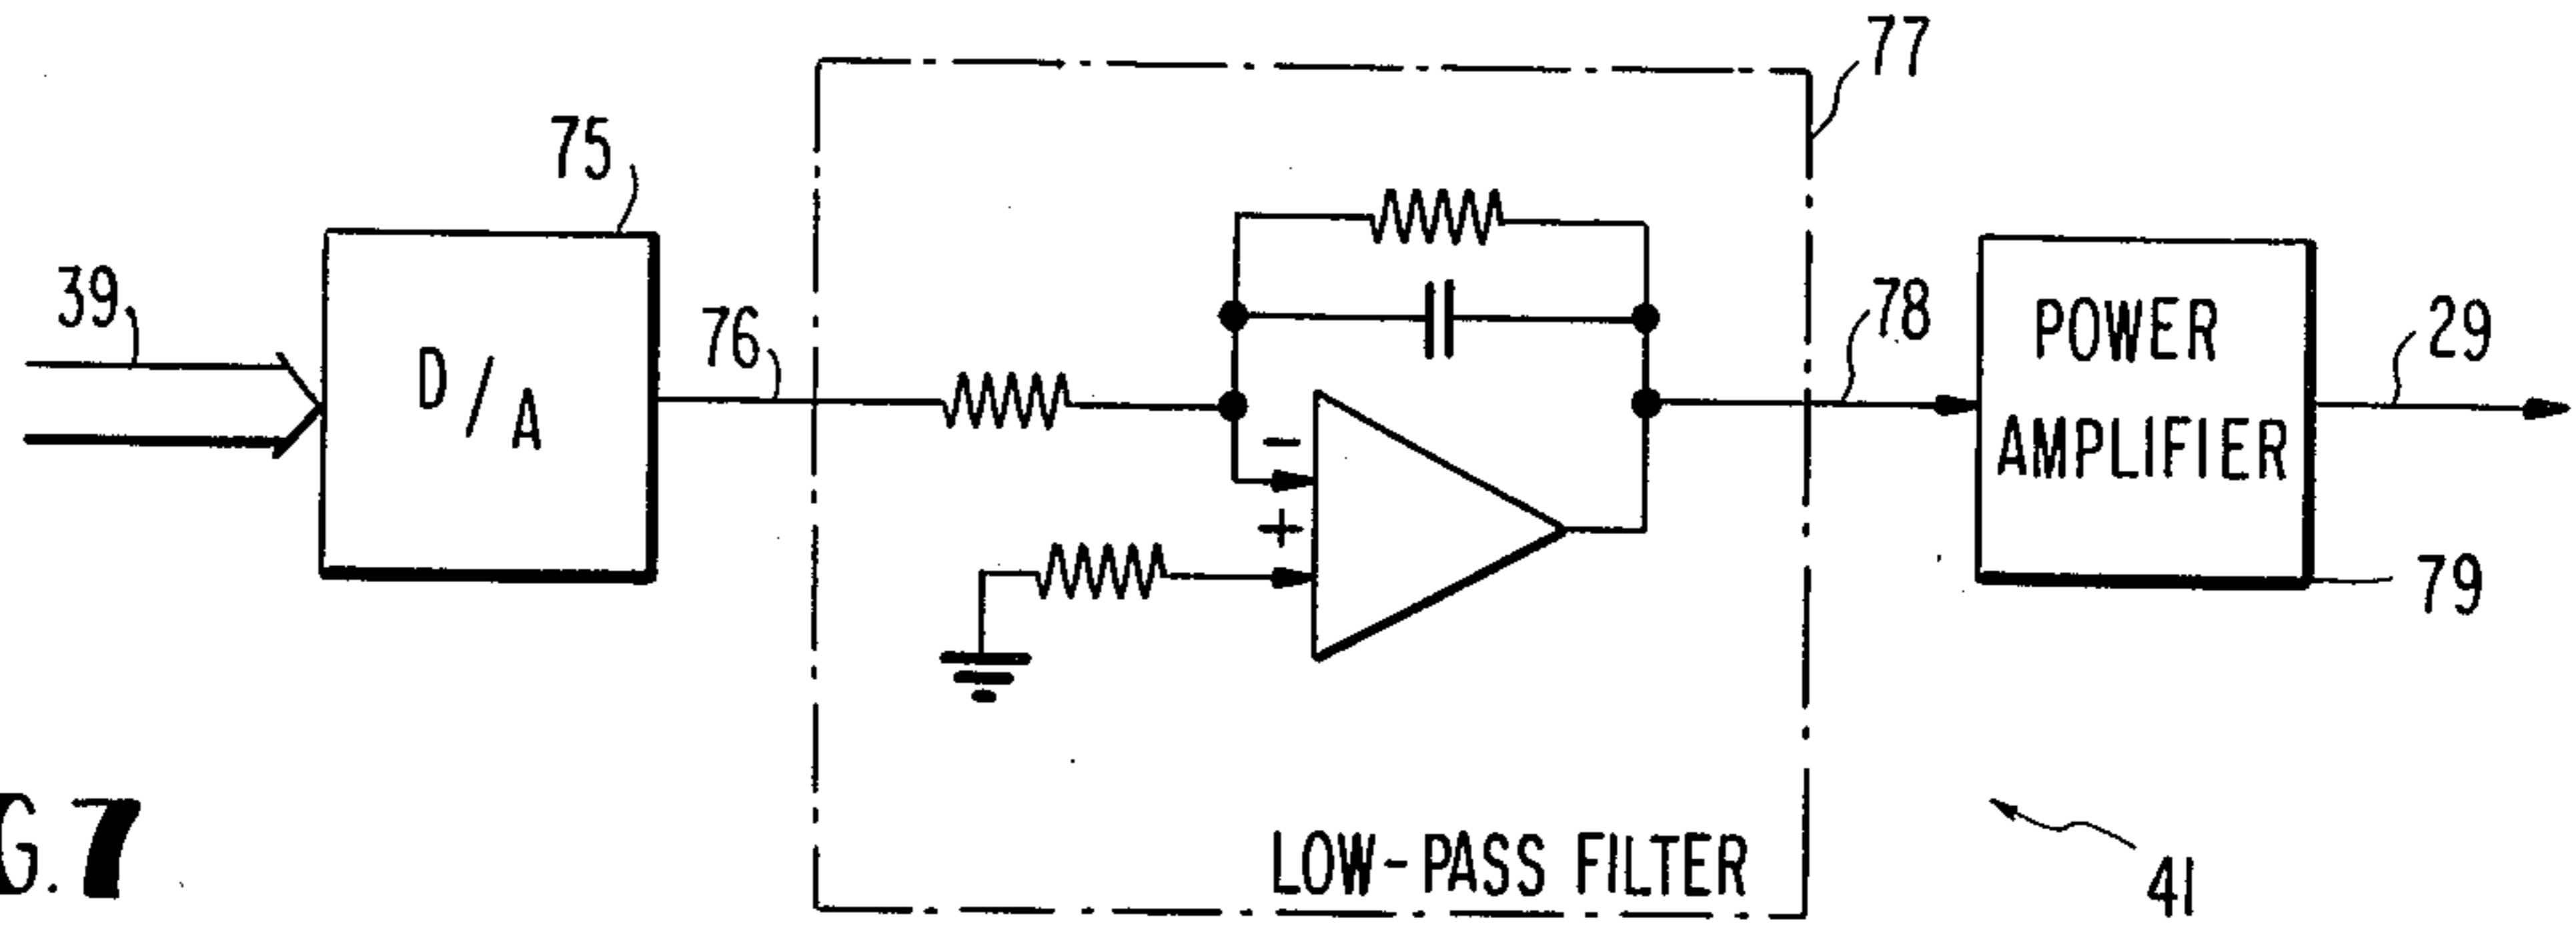 77
75
39
D/A
76
-
+
78
POWER
AMPLIFIER
29
79
LOW-PASS FILTER
41
G. 7